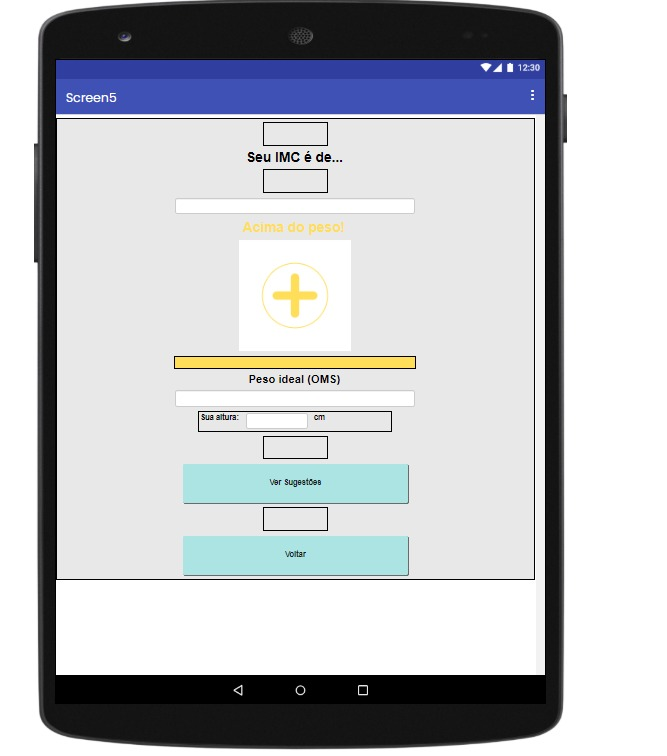 12:30
Screen5
Seu IMC é de...
Acima do peso!
Peso ideal (OMS)
Sua altura: cm
Ver Sugestões
Voltar